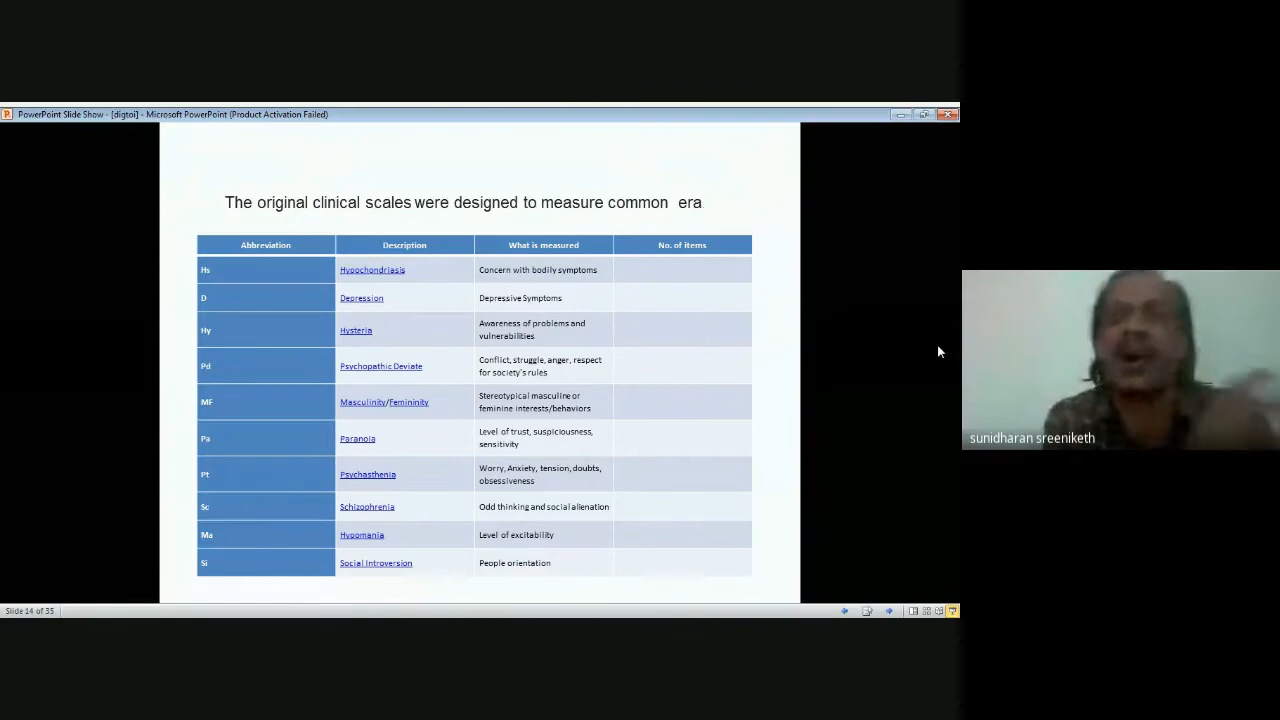 PowerPoint Slide Show - [digtoi] - Microsoft PowerPoint (Product Activation Failed)
The original clinical scales were designed to measure common era
Abbreviation Description What is measured No. of items
Hs Hypochondriasis Concern with bodily symptoms
D Depression Depressive Symptoms
Hy Hysteria Awareness of problems and
vulnerabilities
Pd Psychopathic Deviate Conflict, struggle, anger, respect
for society's rules
MF Masculinity/Femininity Stereotypical masculine or
feminine interests/behaviors
Pa Paranoia Level of trust, suspiciousness,
sensitivity
Pt Psychasthenia Worry, Anxiety, tension, doubts,
obsessiveness
Sc Schizophrenia Odd thinking and social alienation
Ma Hypomania Level of excitability
Si Social Introversion People orientation
sunidharan sreeniketh
Slide 14 of 35